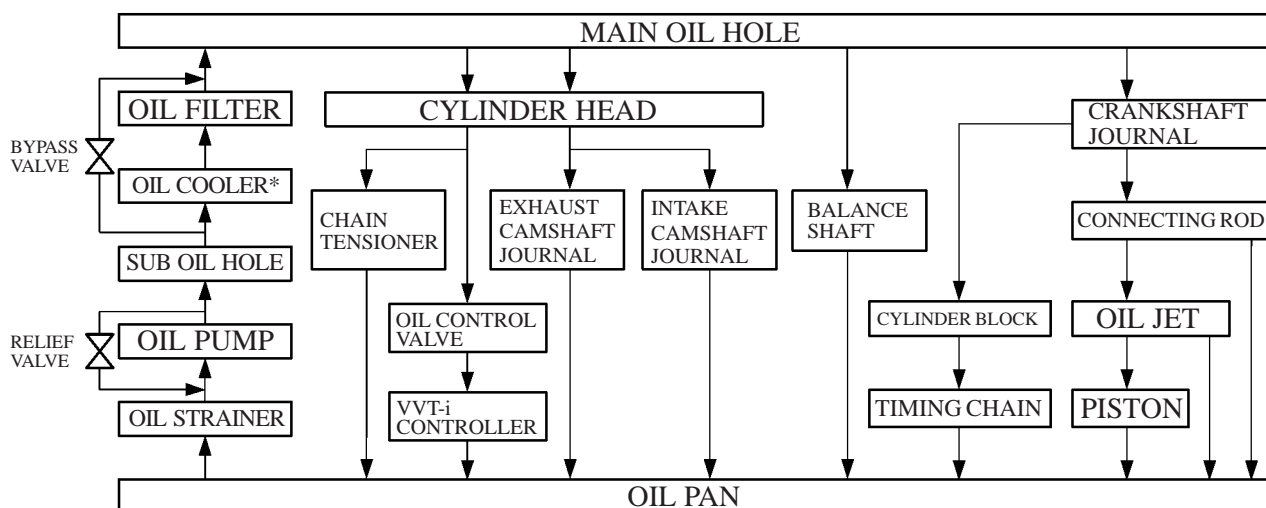 MAIN OIL HOLE
OIL FILTER
CYLINDER HEAD
CRANKSHAFT
JOURNAL
BYPASS
VALVE
OIL COOLER*
CHAIN
TENSIONER
EXHAUST
CAMSHAFT
JOURNAL
INTAKE
CAMSHAFT
JOURNAL
BALANCE
SHAFT
CONNECTING ROD
SUB OIL HOLE
RELIEF
VALVE
OIL PUMP
OIL CONTROL
VALVE
CYLINDER BLOCK
OIL JET
OIL STRAINER
VVT-i
CONTROLLER
TIMING CHAIN
PISTON
OIL PAN